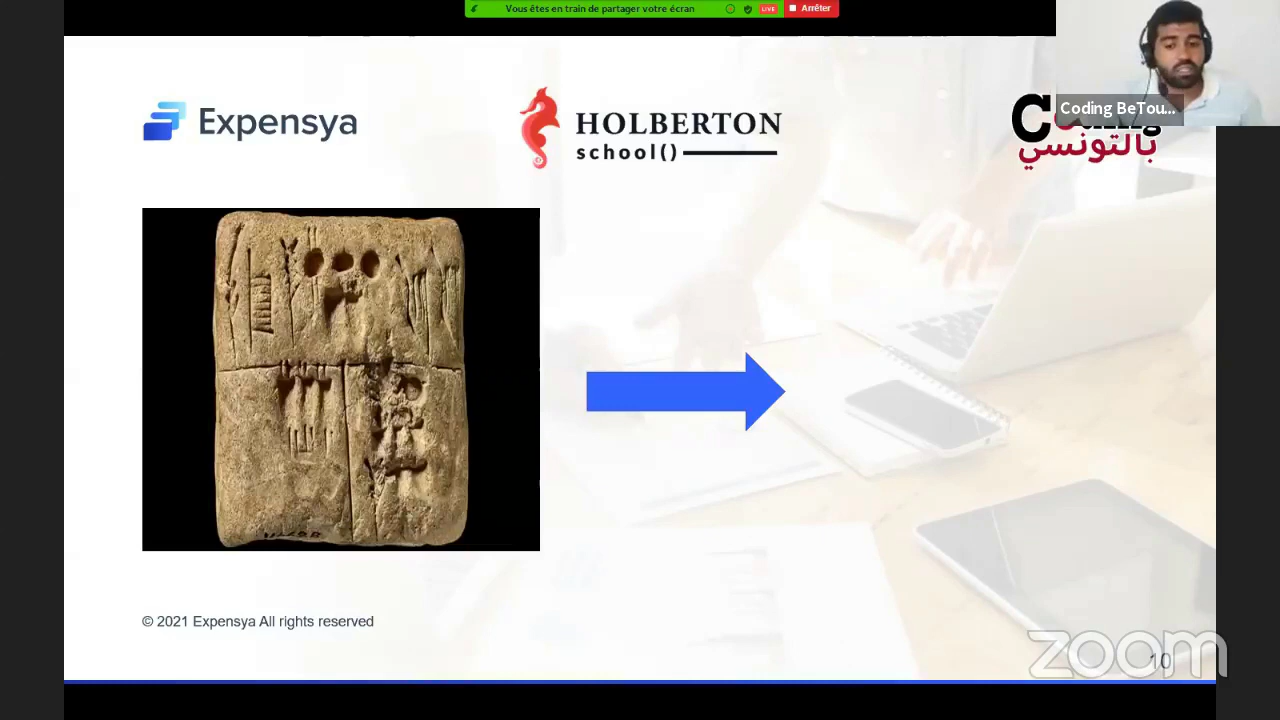 Vous êtes en train de partager votre écran
LIVE
Arrêter
Expensya
HOLBERTON
school()
Coding BeTou...
بالتونسي
© 2021 Expensya All rights reserved
zoom
10